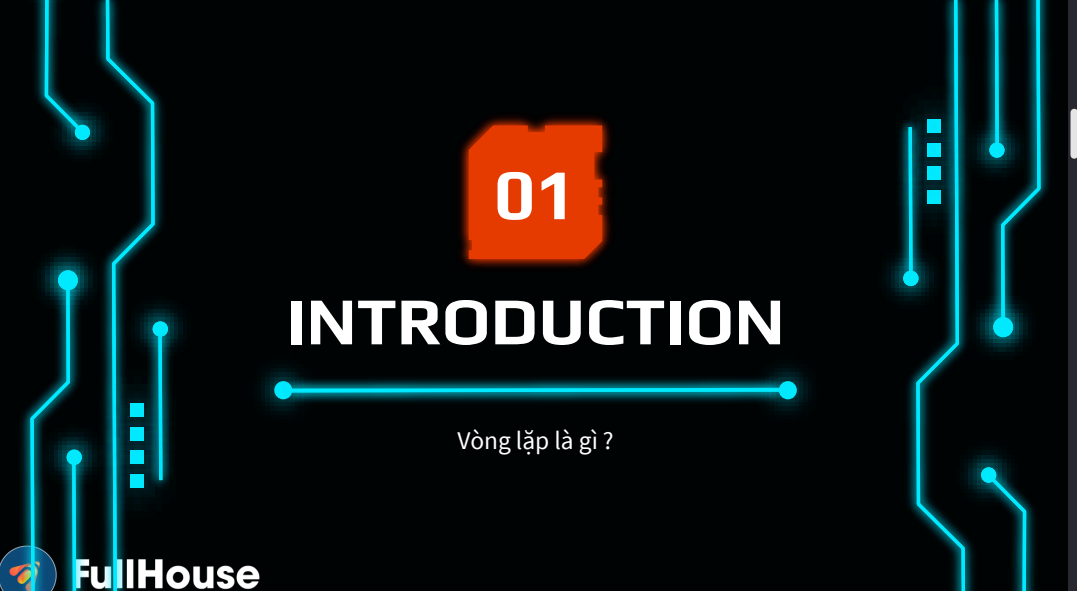 01
INTRODUCTION
Vòng lặp là gì ?
FullHouse